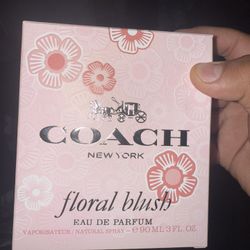 COACH
NEW YORK
floral blush
EAU DE PARFUM
VAPORISATEUR / NATURAL SPRAY - e 90 ML 3 FL. OZ.